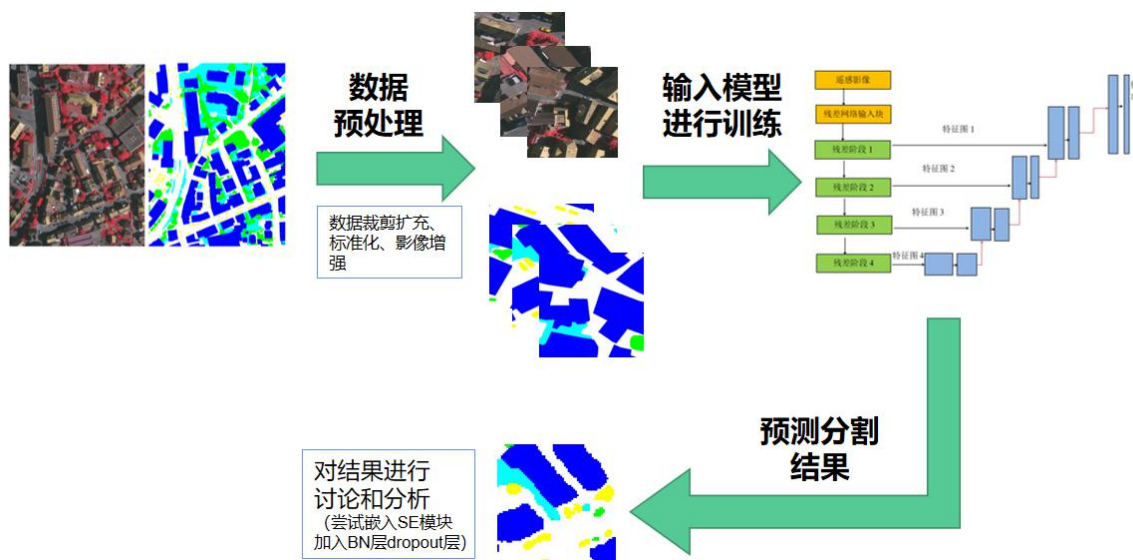 数据
预处理
数据裁剪扩充、
标准化、影像增
强
输入模型
进行训练
遥感影像
残差网络输入块
残差阶段 1
特征图 1
残差阶段 2
特征图 2
残差阶段 3
特征图 3
残差阶段 4
特征图 4
预测分割
结果
对结果进行
讨论和分析
（尝试嵌入SE模块
加入BN层dropout层）